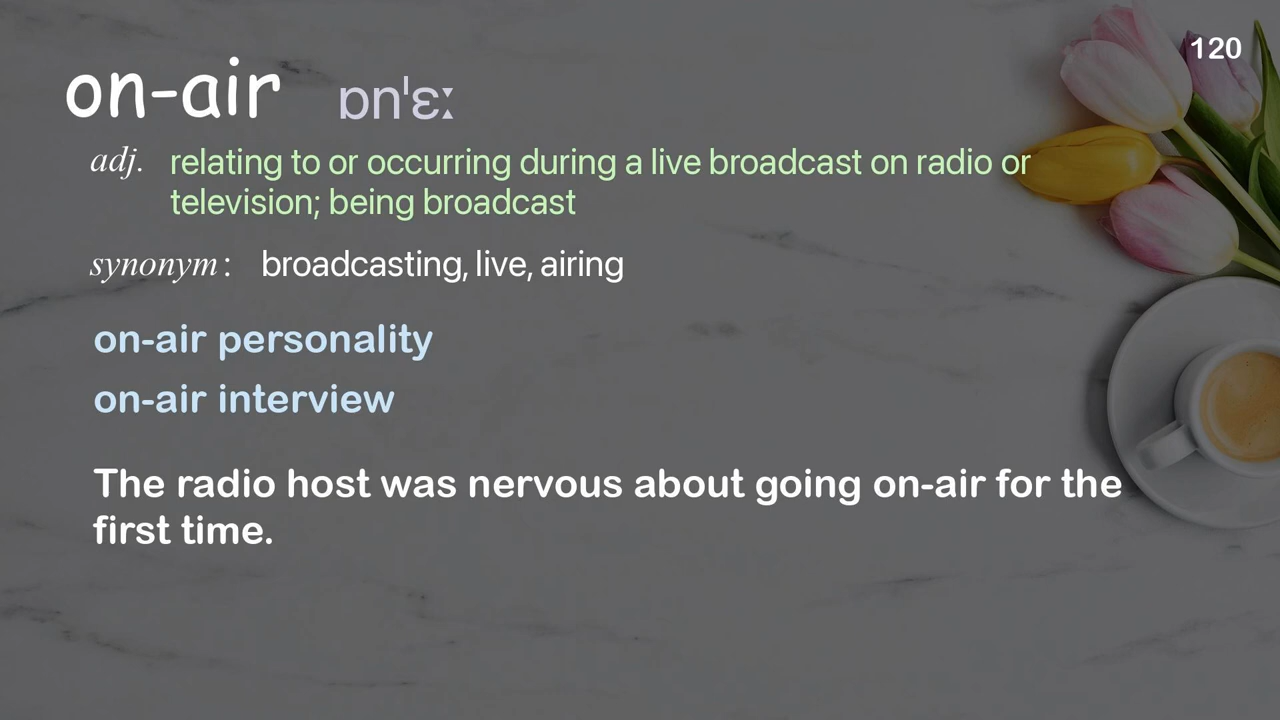 120
on-air ɒnˈɛː
adj. relating to or occurring during a live broadcast on radio or
television; being broadcast
synonym: broadcasting, live, airing
on-air personality
on-air interview
The radio host was nervous about going on-air for the
first time.